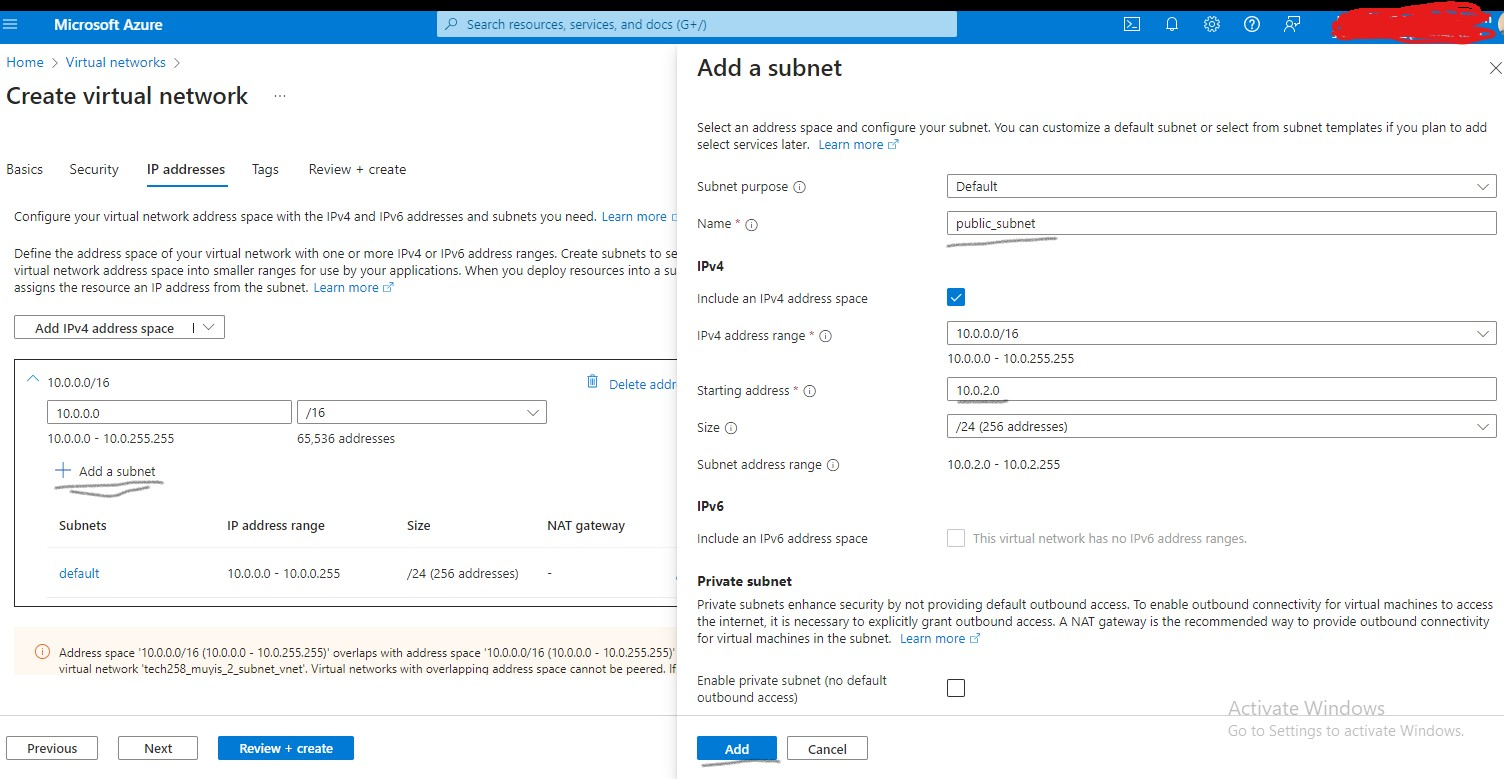 Microsoft Azure
Search resources, services, and docs (G+/)
Home > Virtual networks >
Create virtual network ...
Basics Security IP addresses Tags Review + create
Configure your virtual network address space with the IPv4 and IPv6 addresses and subnets you need. Learn more
Define the address space of your virtual network with one or more IPv4 or IPv6 address ranges. Create subnets to se
virtual network address space into smaller ranges for use by your applications. When you deploy resources into a su
assigns the resource an IP address from the subnet. Learn more
Add IPv4 address space
10.0.0.0/16
Delete addr
10.0.0.0 /16
10.0.0.0 - 10.0.255.255 65,536 addresses
+ Add a subnet
Subnets IP address range Size NAT gateway
default 10.0.0.0 - 10.0.0.255 /24 (256 addresses) -
Address space '10.0.0.0/16 (10.0.0.0 - 10.0.255.255)' overlaps with address space '10.0.0.0/16 (10.0.0.0 - 10.0.255.255)'
virtual network 'tech258_muyis_2_subnet_vnet'. Virtual networks with overlapping address space cannot be peered. If
Previous Next Review + create
Add a subnet
Select an address space and configure your subnet. You can customize a default subnet or select from subnet templates if you plan to add
select services later. Learn more
Subnet purpose Default
Name * public_subnet
IPv4
Include an IPv4 address space
IPv4 address range * 10.0.0.0/16
10.0.0.0 - 10.0.255.255
Starting address * 10.0.2.0
Size /24 (256 addresses)
Subnet address range 10.0.2.0 - 10.0.2.255
IPv6
Include an IPv6 address space This virtual network has no IPv6 address ranges.
Private subnet
Private subnets enhance security by not providing default outbound access. To enable outbound connectivity for virtual machines to access
the internet, it is necessary to explicitly grant outbound access. A NAT gateway is the recommended way to provide outbound connectivity
for virtual machines in the subnet. Learn more
Enable private subnet (no default
outbound access)
Activate Windows
Go to Settings to activate Windows.
Add Cancel